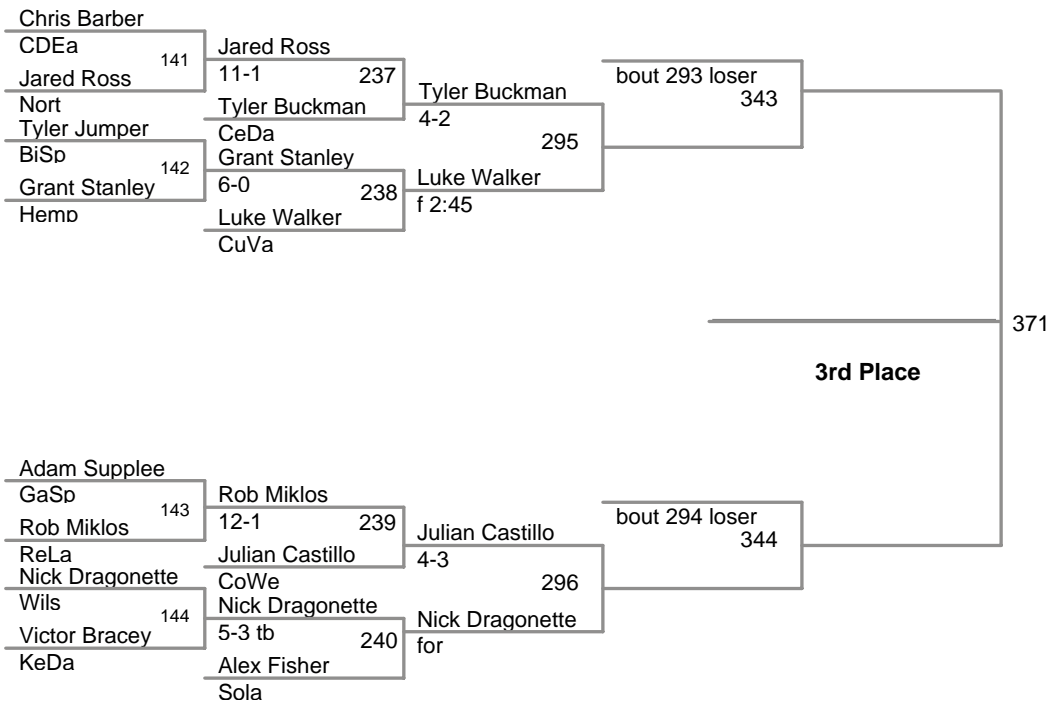 Chris Barber
CDEa
141
Jared Ross
Nort
Jared Ross
11-1
237
Tyler Buckman
CeDa
Tyler Jumper
BiSp
142
Grant Stanley
Hemp
Grant Stanley
6-0
238
Luke Walker
CuVa
Tyler Buckman
4-2
295
Luke Walker
f 2:45
bout 293 loser
343
371
3rd Place
Adam Supplee
GaSp
143
Rob Miklos
ReLa
Rob Miklos
12-1
239
Julian Castillo
CoWe
Nick Dragonette
Wils
144
Victor Bracey
KeDa
Nick Dragonette
5-3 tb
240
Alex Fisher
Sola
Julian Castillo
4-3
296
Nick Dragonette
for
bout 294 loser
344